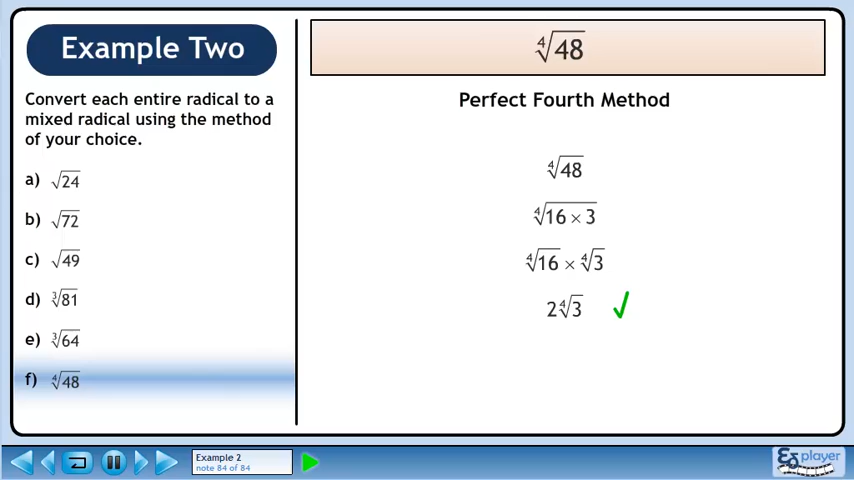 Example Two
Convert each entire radical to a
mixed radical using the method
of your choice.
a) √24
b) √72
c) √49
d) ∛81
e) ∛64
f) ∜48
∜48
Perfect Fourth Method
∜48
∜16 × 3
∜16 × ∜3
2∜3 ✓
Example 2
note 84 of 84
player